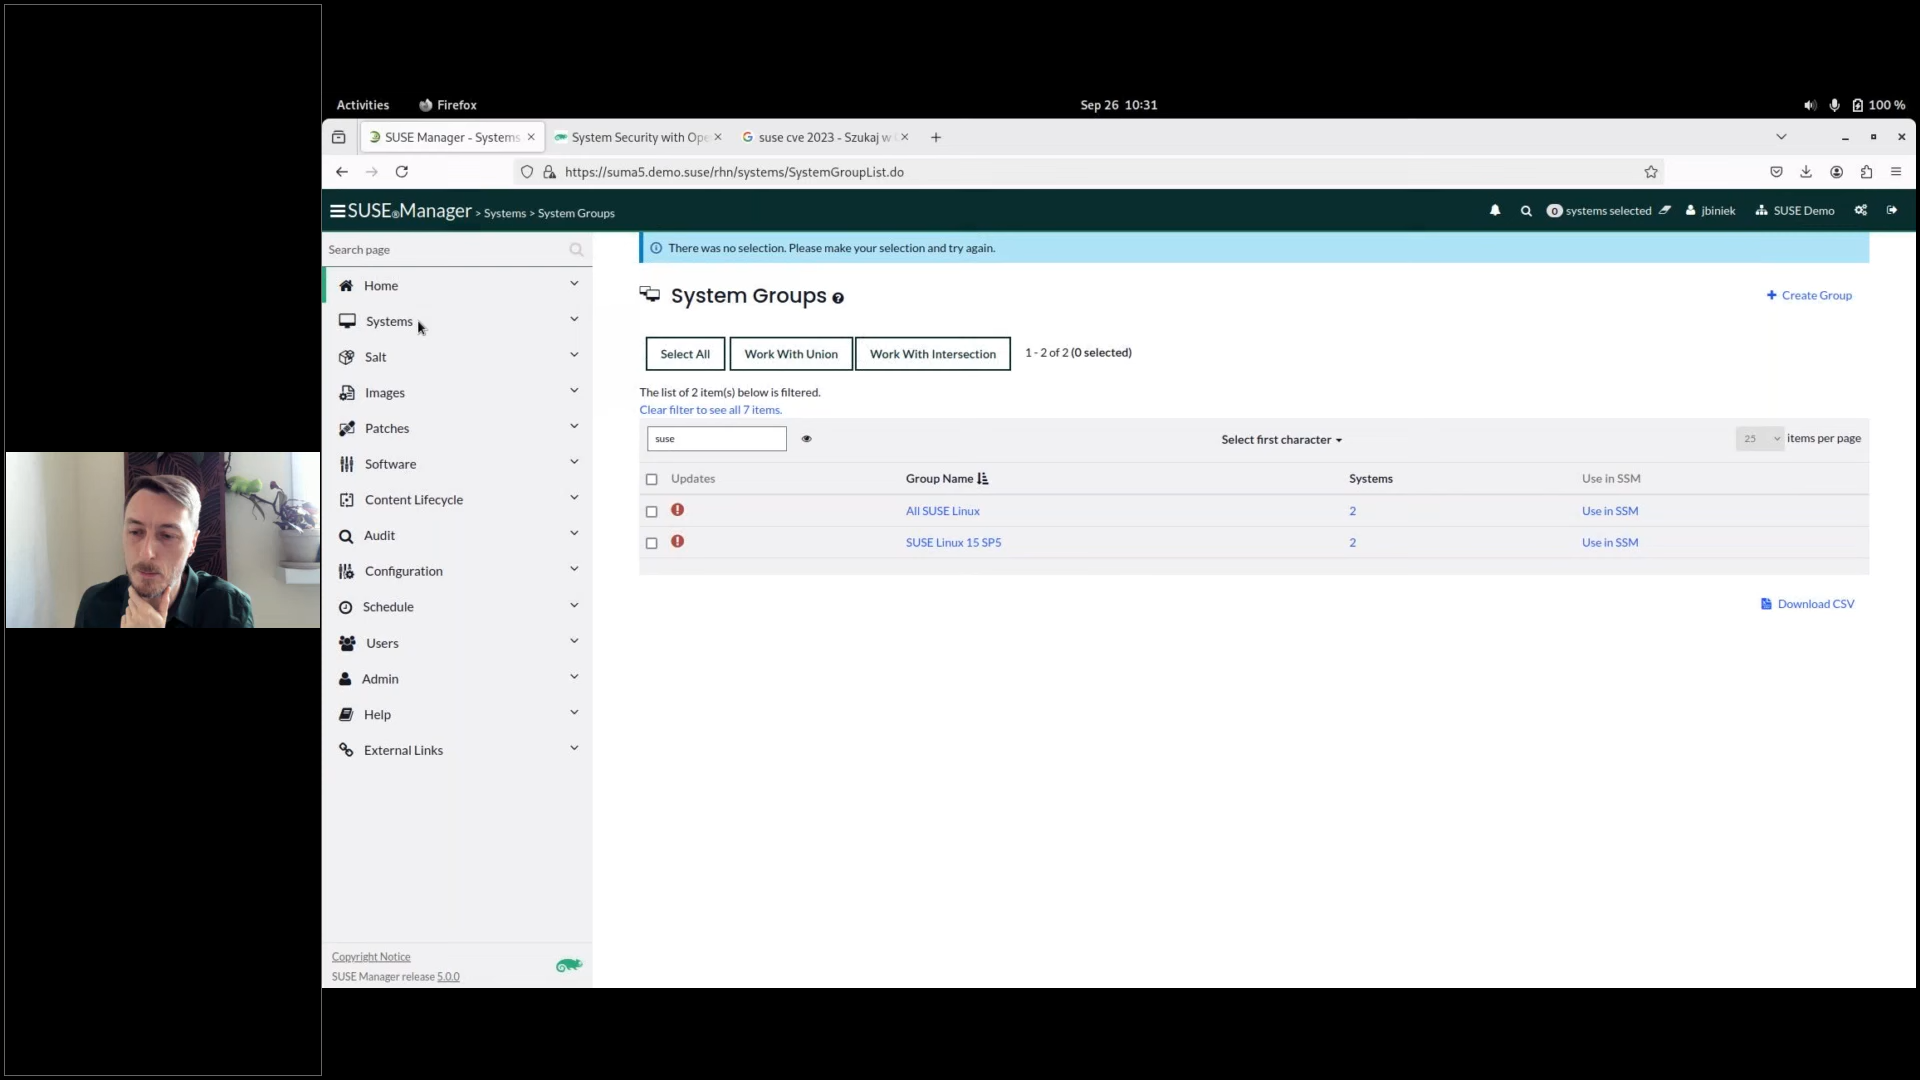 Activities Firefox Sep 26 10:31 100 %
SUSE Manager - Systems System Security with Ope suse cve 2023 - Szukaj w
https://suma5.demo.suse/rhn/systems/SystemGroupList.do
SUSE®Manager > Systems > System Groups 0 systems selected jbiniek SUSE Demo
Search page
Home
Systems
Salt
Images
Patches
Software
Content Lifecycle
Audit
Configuration
Schedule
Users
Admin
Help
External Links
Copyright Notice
SUSE Manager release 5.0.0
There was no selection. Please make your selection and try again.
System Groups
+ Create Group
Select All Work With Union Work With Intersection 1 - 2 of 2 (0 selected)
The list of 2 item(s) below is filtered.
Clear filter to see all 7 items.
suse Select first character 25 items per page
Updates Group Name Systems Use in SSM
All SUSE Linux 2 Use in SSM
SUSE Linux 15 SP5 2 Use in SSM
Download CSV